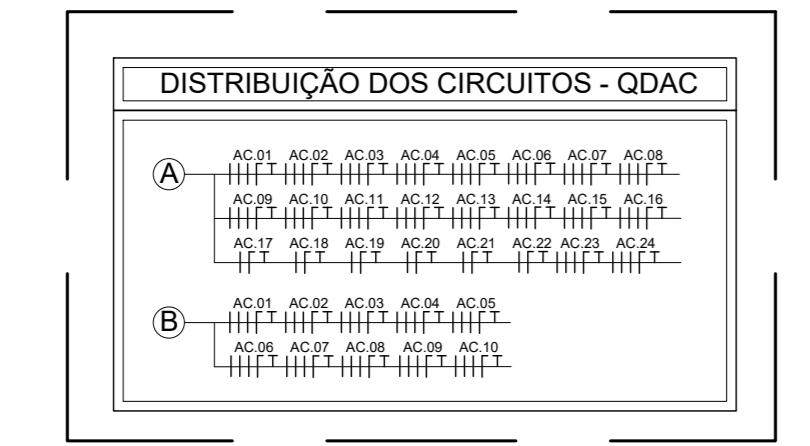 DISTRIBUIÇÃO DOS CIRCUITOS - QDAC
AC.01 AC.02 AC.03 AC.04 AC.05 AC.06 AC.07 AC.08
A
AC.09 AC.10 AC.11 AC.12 AC.13 AC.14 AC.15 AC.16
AC.17 AC.18 AC.19 AC.20 AC.21 AC.22 AC.23 AC.24
AC.01 AC.02 AC.03 AC.04 AC.05
B
AC.06 AC.07 AC.08 AC.09 AC.10